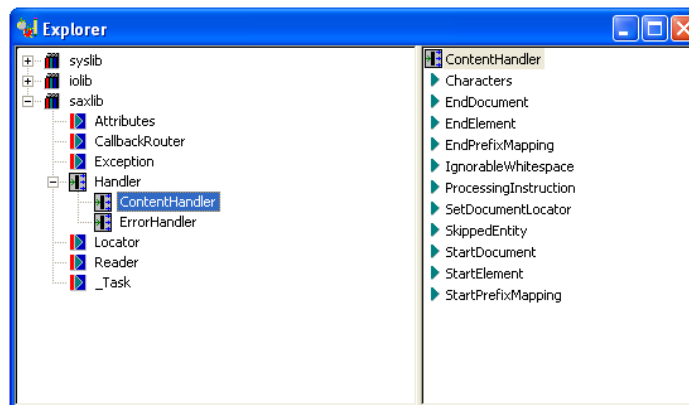 Explorer
syslib
iolib
saxlib
Attributes
CallbackRouter
Exception
Handler
ContentHandler
ErrorHandler
Locator
Reader
_Task
ContentHandler
Characters
EndDocument
EndElement
EndPrefixMapping
IgnorableWhitespace
ProcessingInstruction
SetDocumentLocator
SkippedEntity
StartDocument
StartElement
StartPrefixMapping